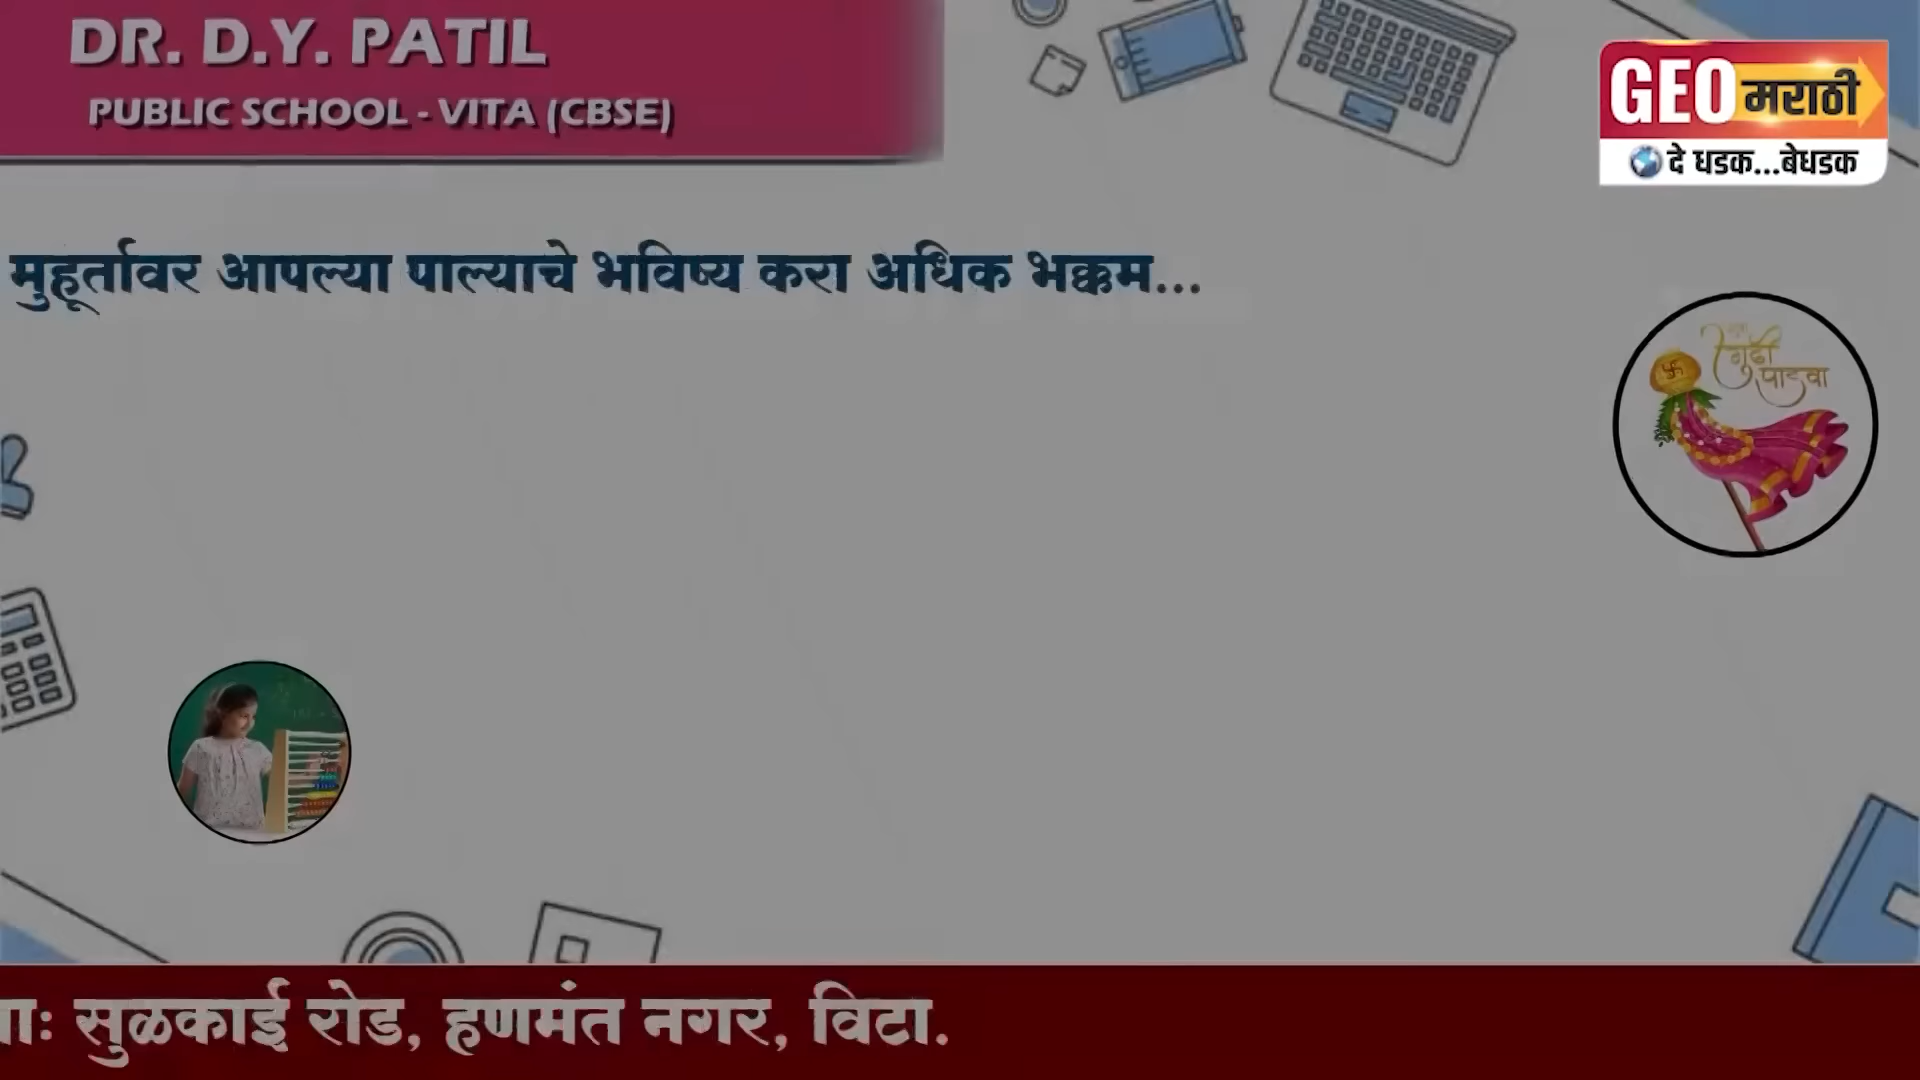 DR. D.Y. PATIL
PUBLIC SCHOOL - VITA (CBSE)
GEO मराठी
दे धडक...बेधडक
मुहूर्तावर आपल्या पाल्याचे भविष्य करा अधिक भक्कम...
गुढी
पाडवा
सुळकाई रोड, हणमंत नगर, विटा.